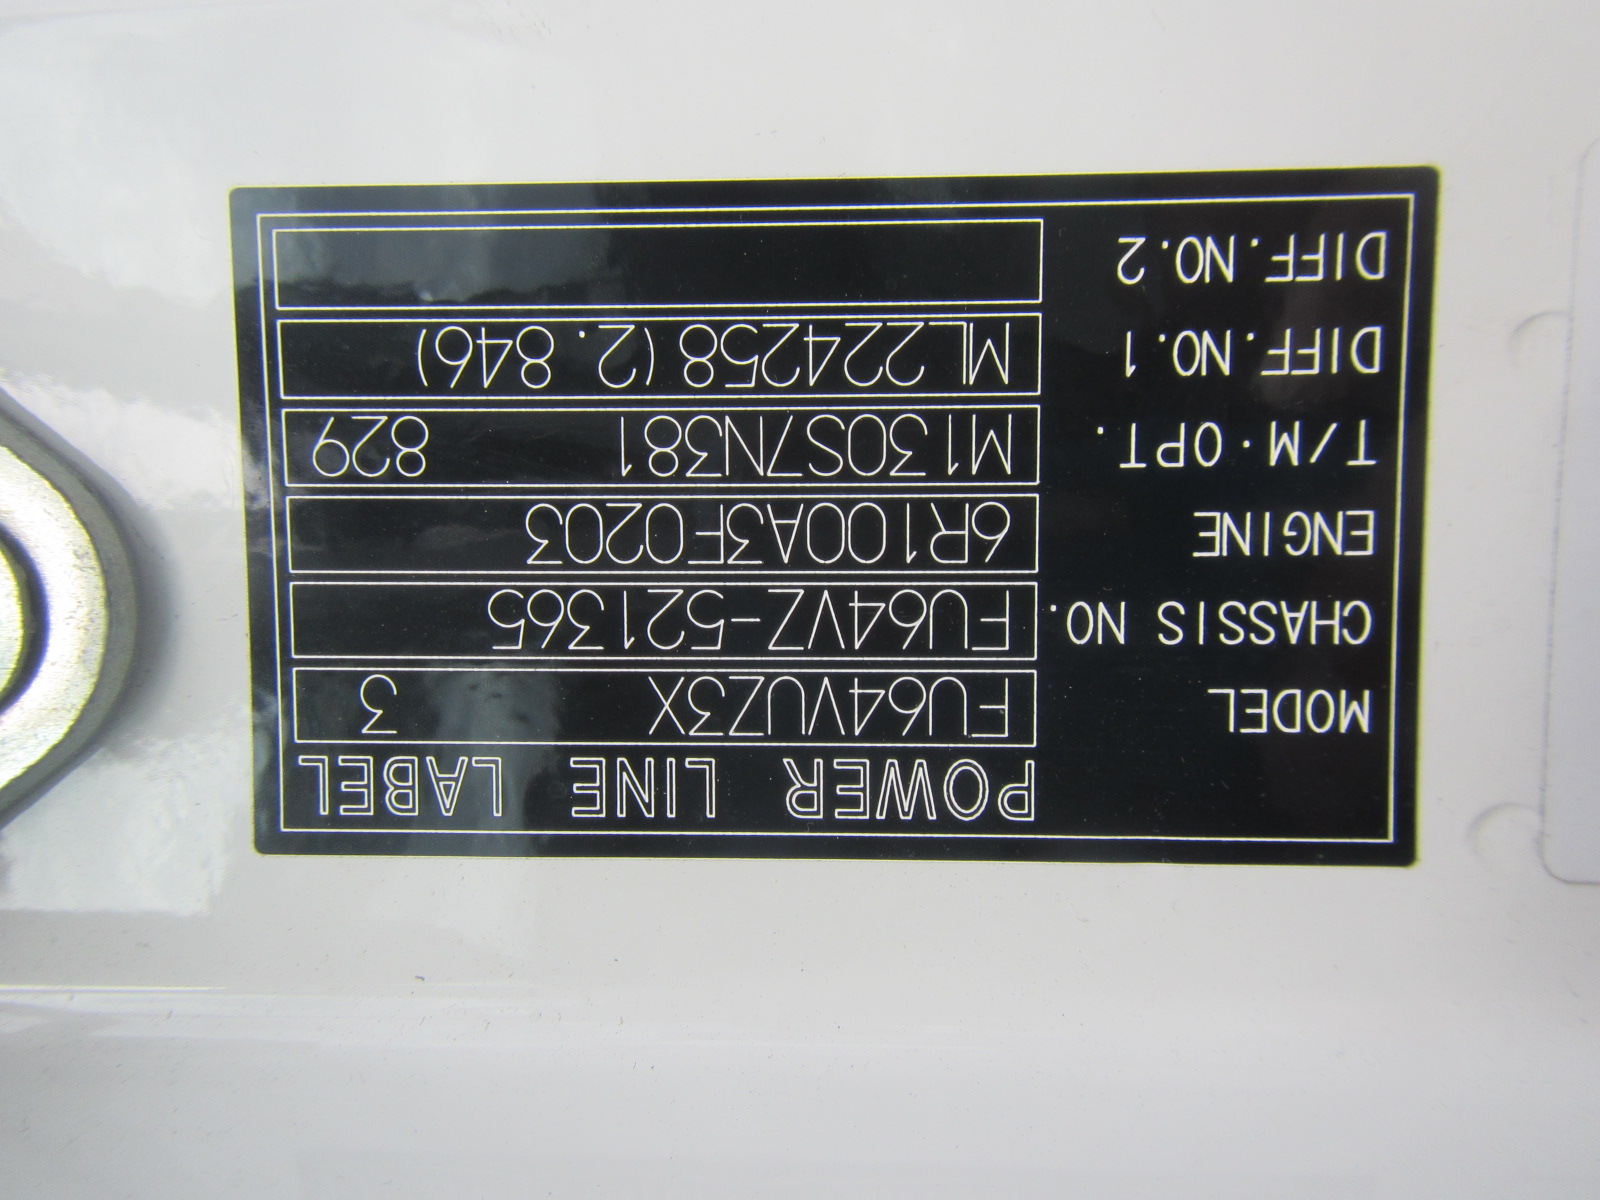 POWER LINE LABEL
MODEL FU64VUZ3X 3
CHASSIS NO. FU64VZ-521365
ENGINE 6R100A3F0203
T/M·OPT. M130S7N381 829
DIFF.NO.1 ML224258(2.846)
DIFF.NO.2